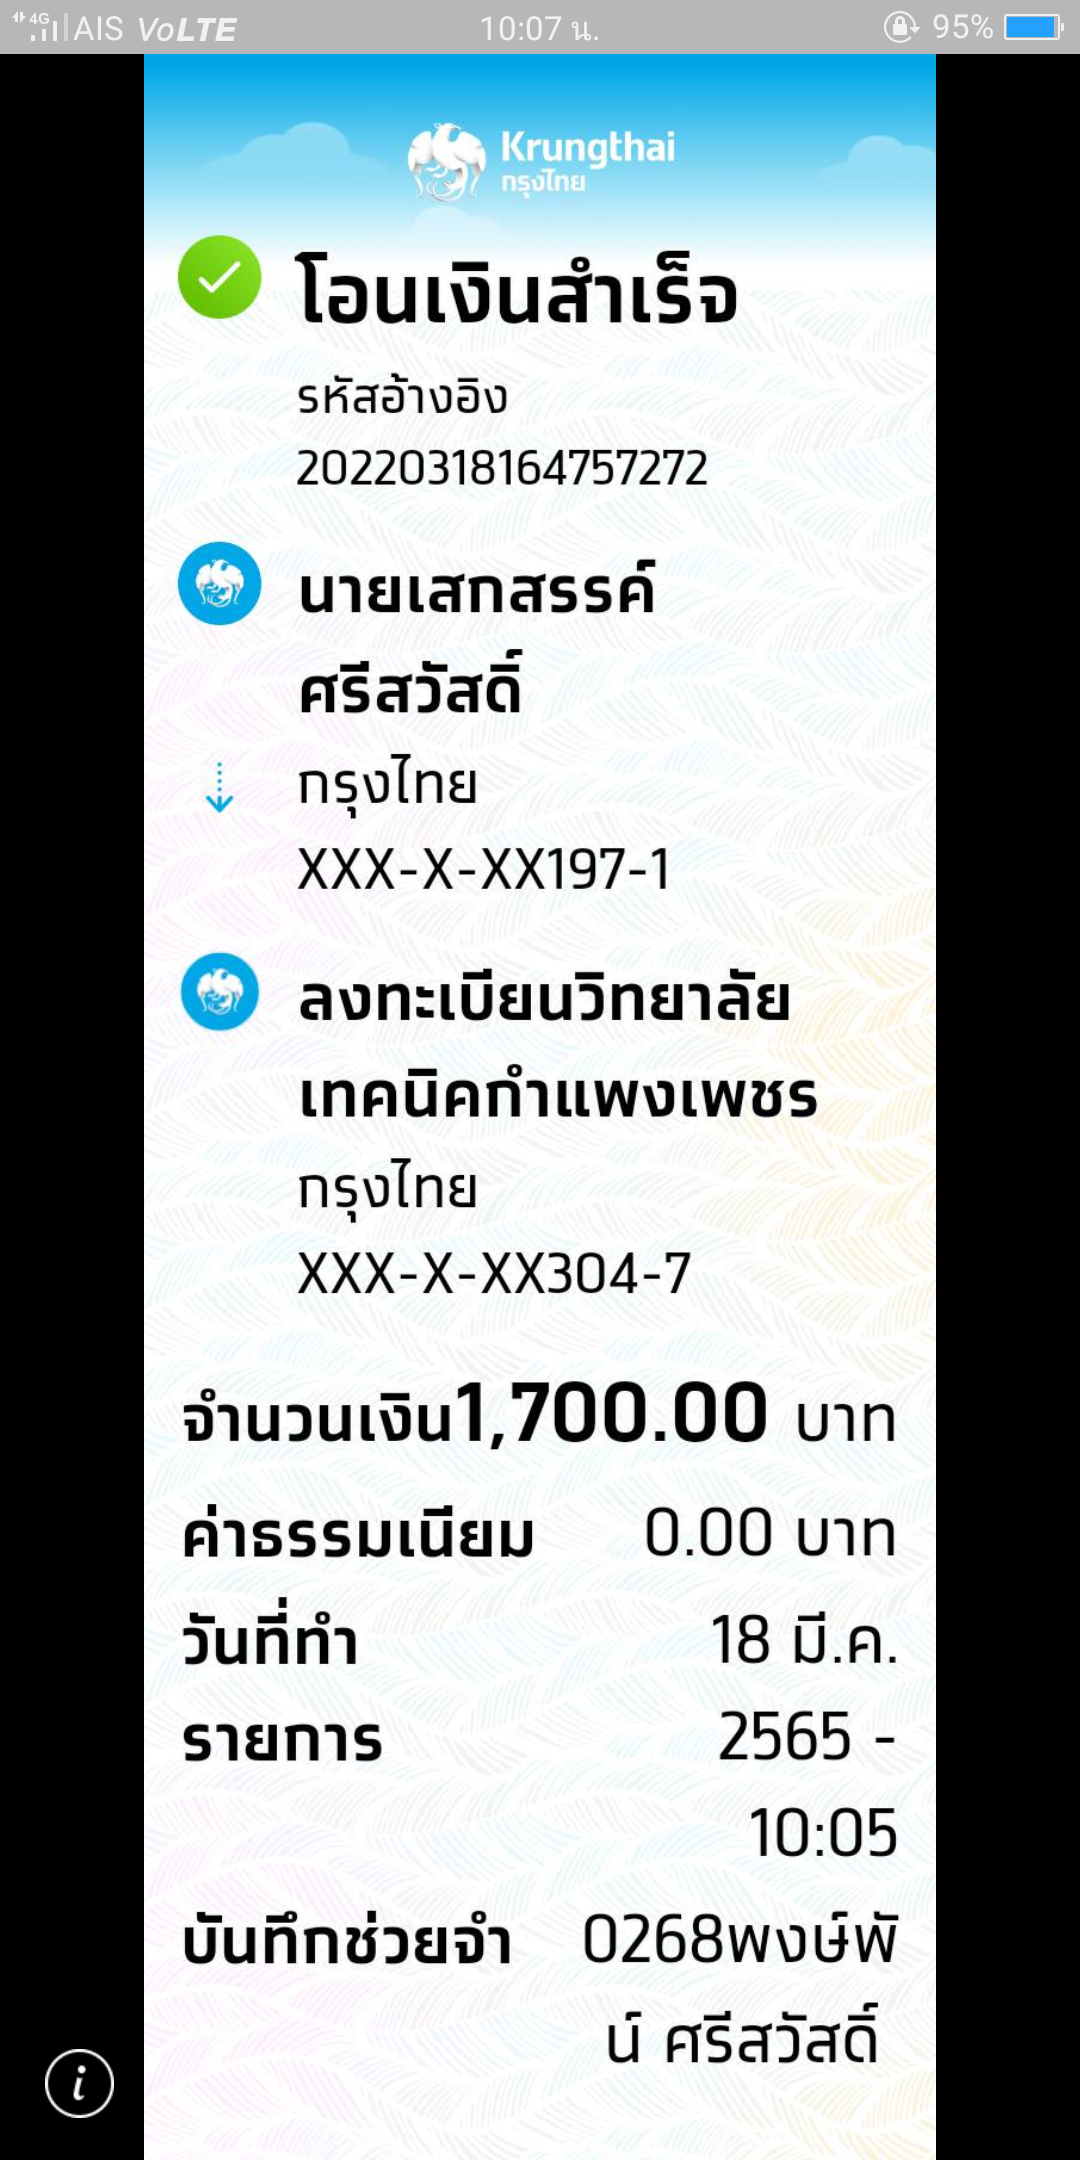 4G AIS VoLTE 10:07 น. 95%
Krungthai
กรุงไทย
โอนเงินสำเร็จ
รหัสอ้างอิง
20220318164757272
นายเสกสรรค์
ศรีสวัสดิ์
กรุงไทย
XXX-X-XX197-1
ลงทะเบียนวิทยาลัย
เทคนิคกำแพงเพชร
กรุงไทย
XXX-X-XX304-7
จำนวนเงิน1,700.00 บาท
ค่าธรรมเนียม 0.00 บาท
วันที่ทำ 18 มี.ค.
รายการ 2565 -
10:05
บันทึกช่วยจำ 0268พงษ์พั
น์ ศรีสวัสดิ์
i